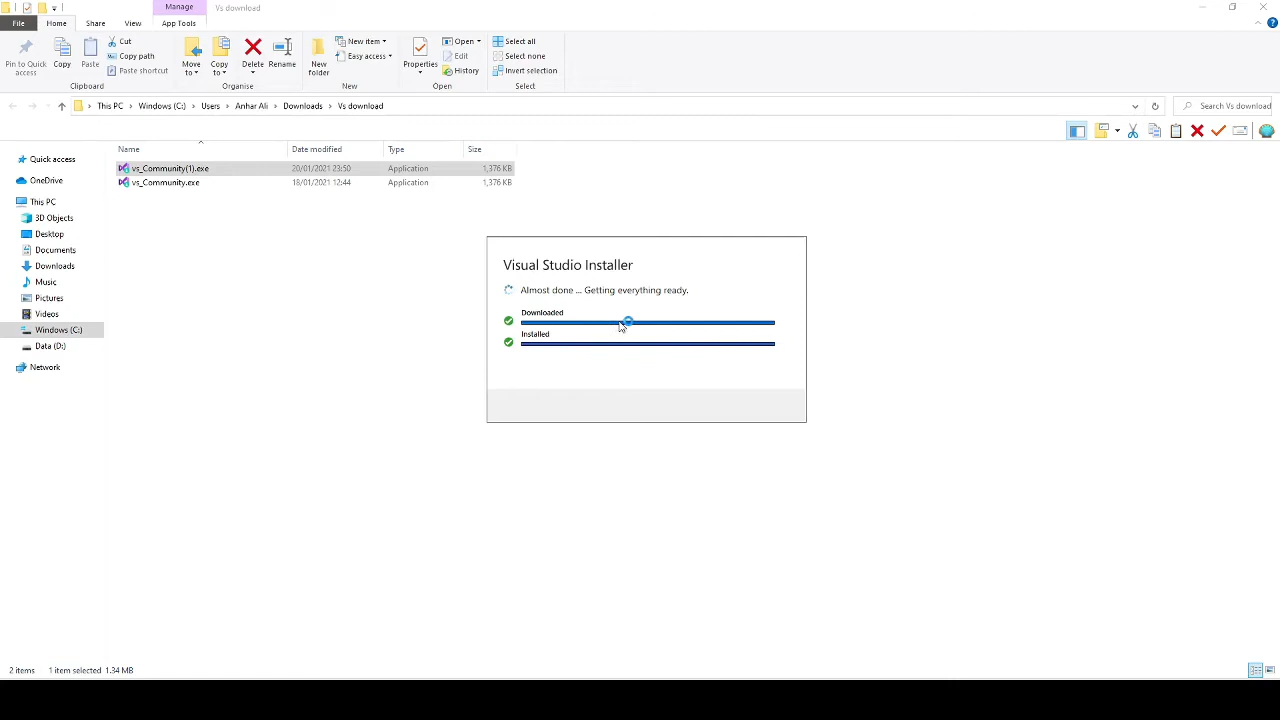 Manage
Vs download
File
Home
Share
View
App Tools
Pin to Quick access
Copy
Paste
Cut
Copy path
Paste shortcut
Clipboard
Move to
Copy to
Delete
Rename
Organise
New folder
New item
Easy access
New
Properties
Open
Edit
History
Open
Select all
Select none
Invert selection
Select
This PC
Windows (C:)
Users
Anhar Ali
Downloads
Vs download
Search Vs download
Name
Date modified
Type
Size
vs_Community(1).exe
20/01/2021 23:50
Application
1,376 KB
vs_Community.exe
18/01/2021 12:44
Application
1,376 KB
Quick access
OneDrive
This PC
3D Objects
Desktop
Documents
Downloads
Music
Pictures
Videos
Windows (C:)
Data (D:)
Network
Visual Studio Installer
Almost done ... Getting everything ready.
Downloaded
Installed
2 items
1 item selected 1.34 MB